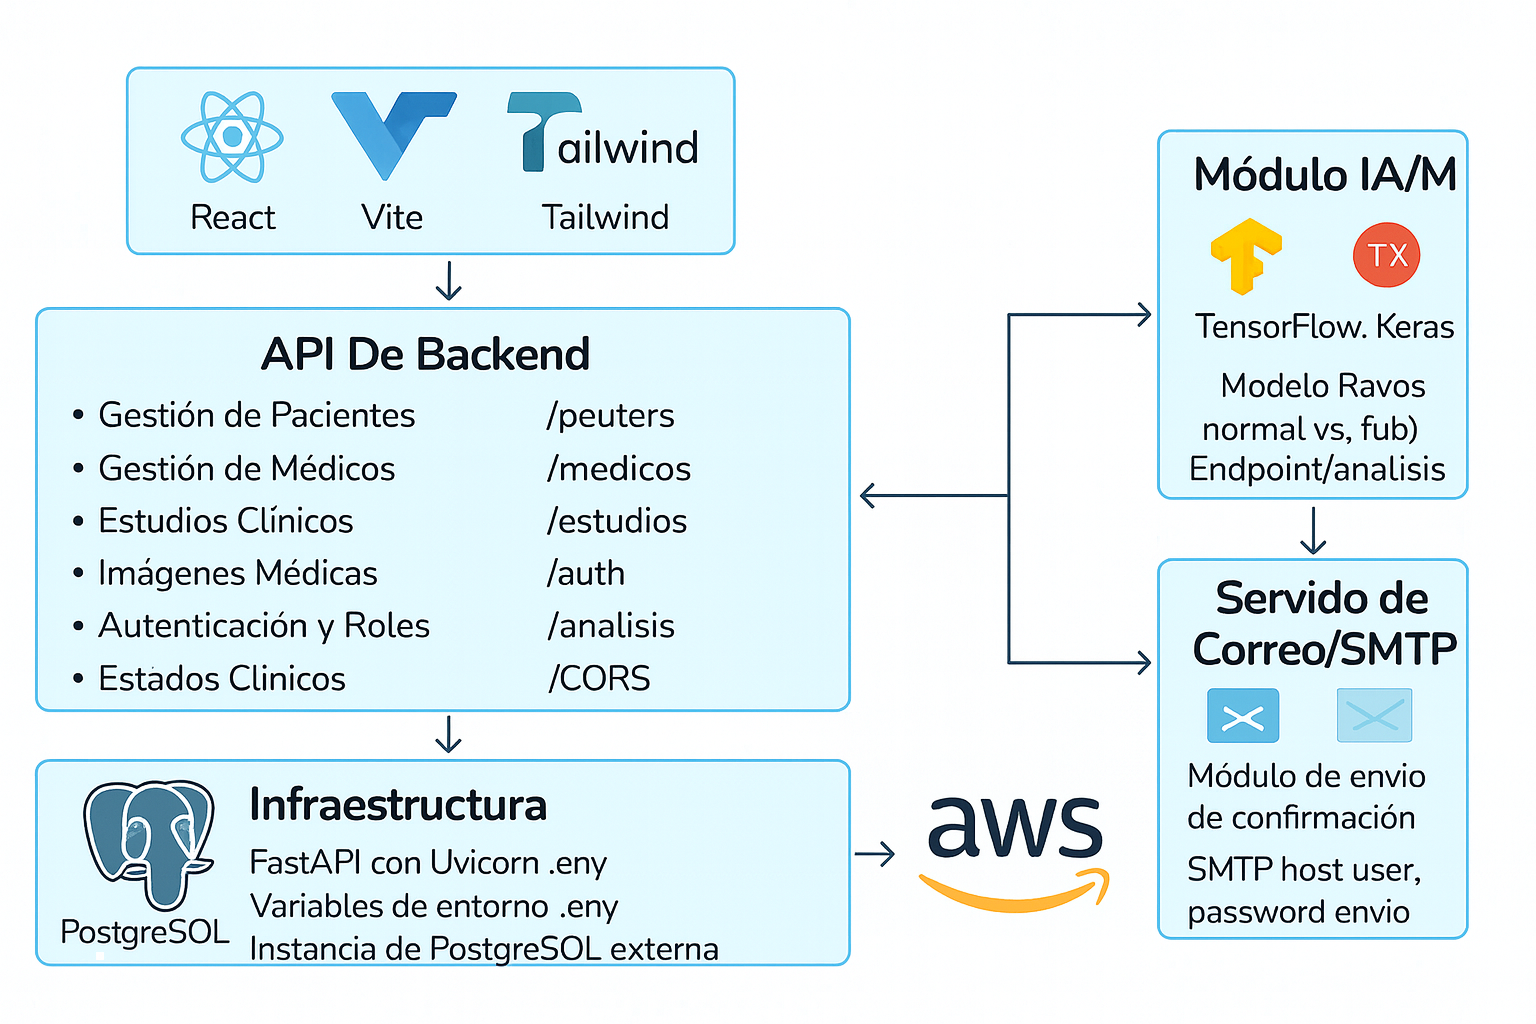 Tailwind
React
Vite
Tailwind
API De Backend
• Gestión de Pacientes /peuters
• Gestión de Médicos /medicos
• Estudios Clínicos /estudios
• Imágenes Médicas /auth
• Autenticación y Roles /analisis
• Estados Clinicos /CORS
PostgreSOL
Infraestructura
FastAPI con Uvicorn .eny
Variables de entorno .eny
Instancia de PostgreSOL externa
aws
Módulo IA/M
TX
TensorFlow. Keras
Modelo Ravos
normal vs, fub)
Endpoint/analisis
Servido de
Correo/SMTP
Módulo de envio
de confirmación
SMTP host user,
password envio